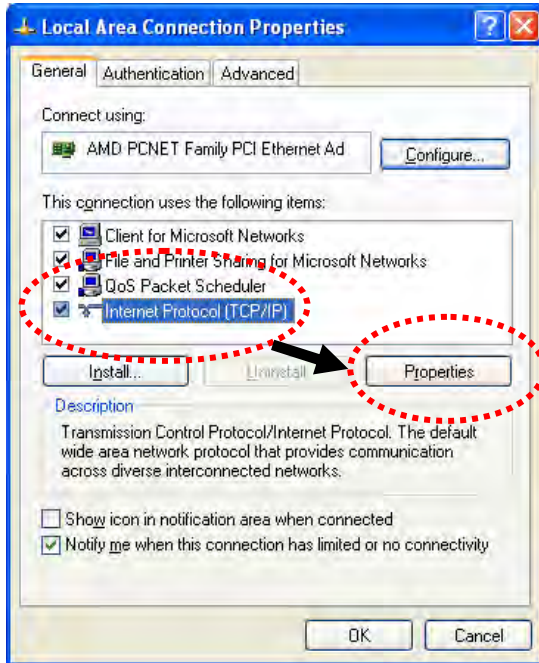 Local Area Connection Properties
General Authentication Advanced
Connect using:
AMD PCNET Family PCI Ethernet Ad Configure...
This connection uses the following items:
Client for Microsoft Networks
File and Printer Sharing for Microsoft Networks
QoS Packet Scheduler
Internet Protocol (TCP/IP)
Install... Uninstall Properties
Description
Transmission Control Protocol/Internet Protocol. The default
wide area network protocol that provides communication
across diverse interconnected networks.
Show icon in notification area when connected
Notify me when this connection has limited or no connectivity
OK Cancel